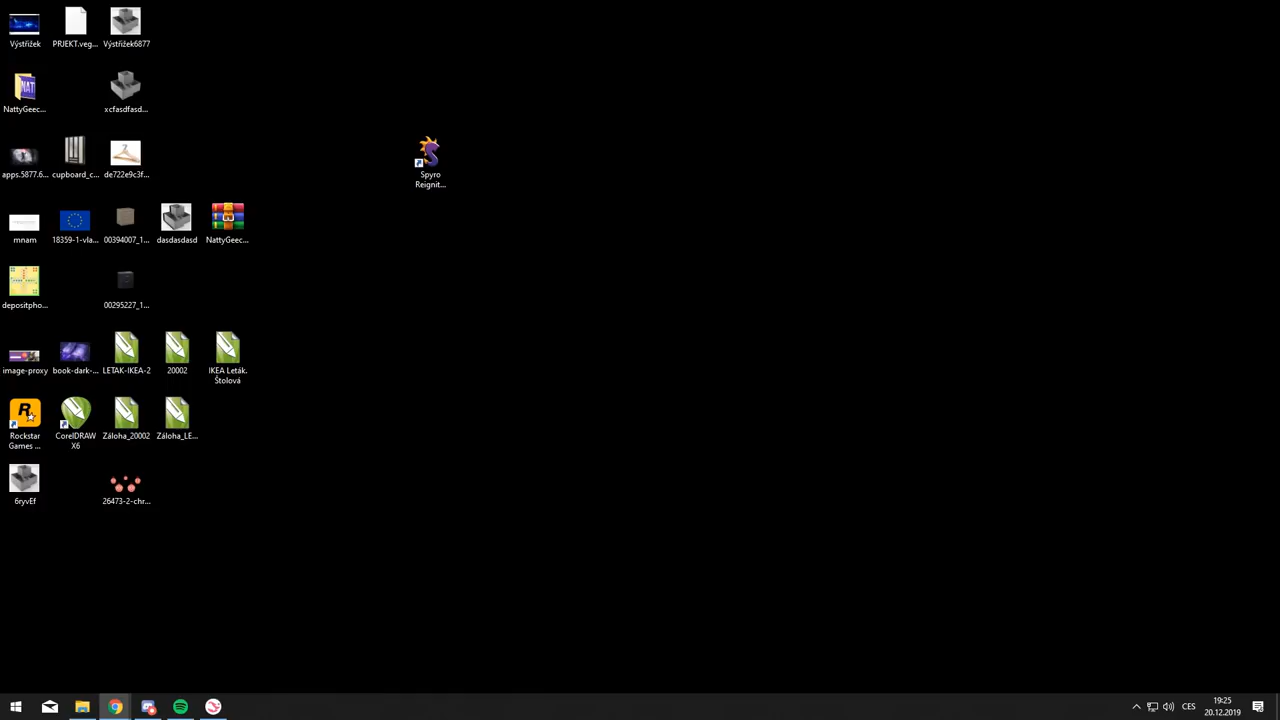 Výstřižek
PRJEKT.veg...
Výstřižek6877
NattyGeec...
xcfasdfasd...
Spyro
Reignit...
apps.5877.6...
cupboard_c...
de722e9c3f...
mnam
18359-1-vla...
00394007_1...
dasdasdasd
NattyGeec...
depositpho...
00295227_1...
image-proxy
book-dark-...
LETAK-IKEA-2
20002
IKEA Leták.
Štolová
Rockstar
Games ...
CorelDRAW
X6
Záloha_20002
Záloha_LE...
6ryvEf
26473-2-chr...
CES
19:25
20.12.2019